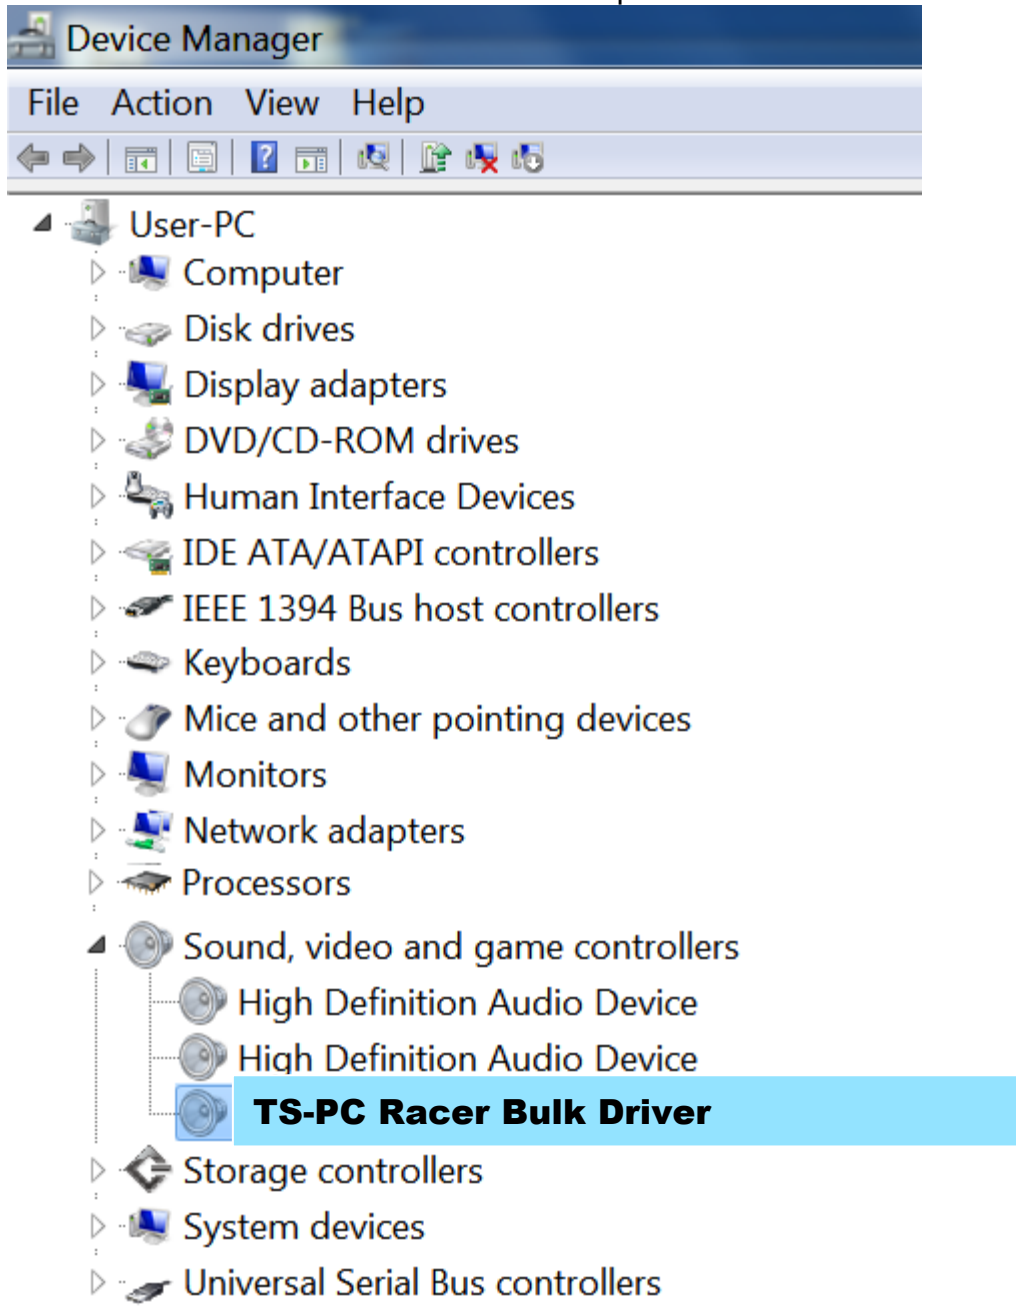 Device Manager
File Action View Help
User-PC
Computer
Disk drives
Display adapters
DVD/CD-ROM drives
Human Interface Devices
IDE ATA/ATAPI controllers
IEEE 1394 Bus host controllers
Keyboards
Mice and other pointing devices
Monitors
Network adapters
Processors
Sound, video and game controllers
High Definition Audio Device
High Definition Audio Device
TS-PC Racer Bulk Driver
Storage controllers
System devices
Universal Serial Bus controllers